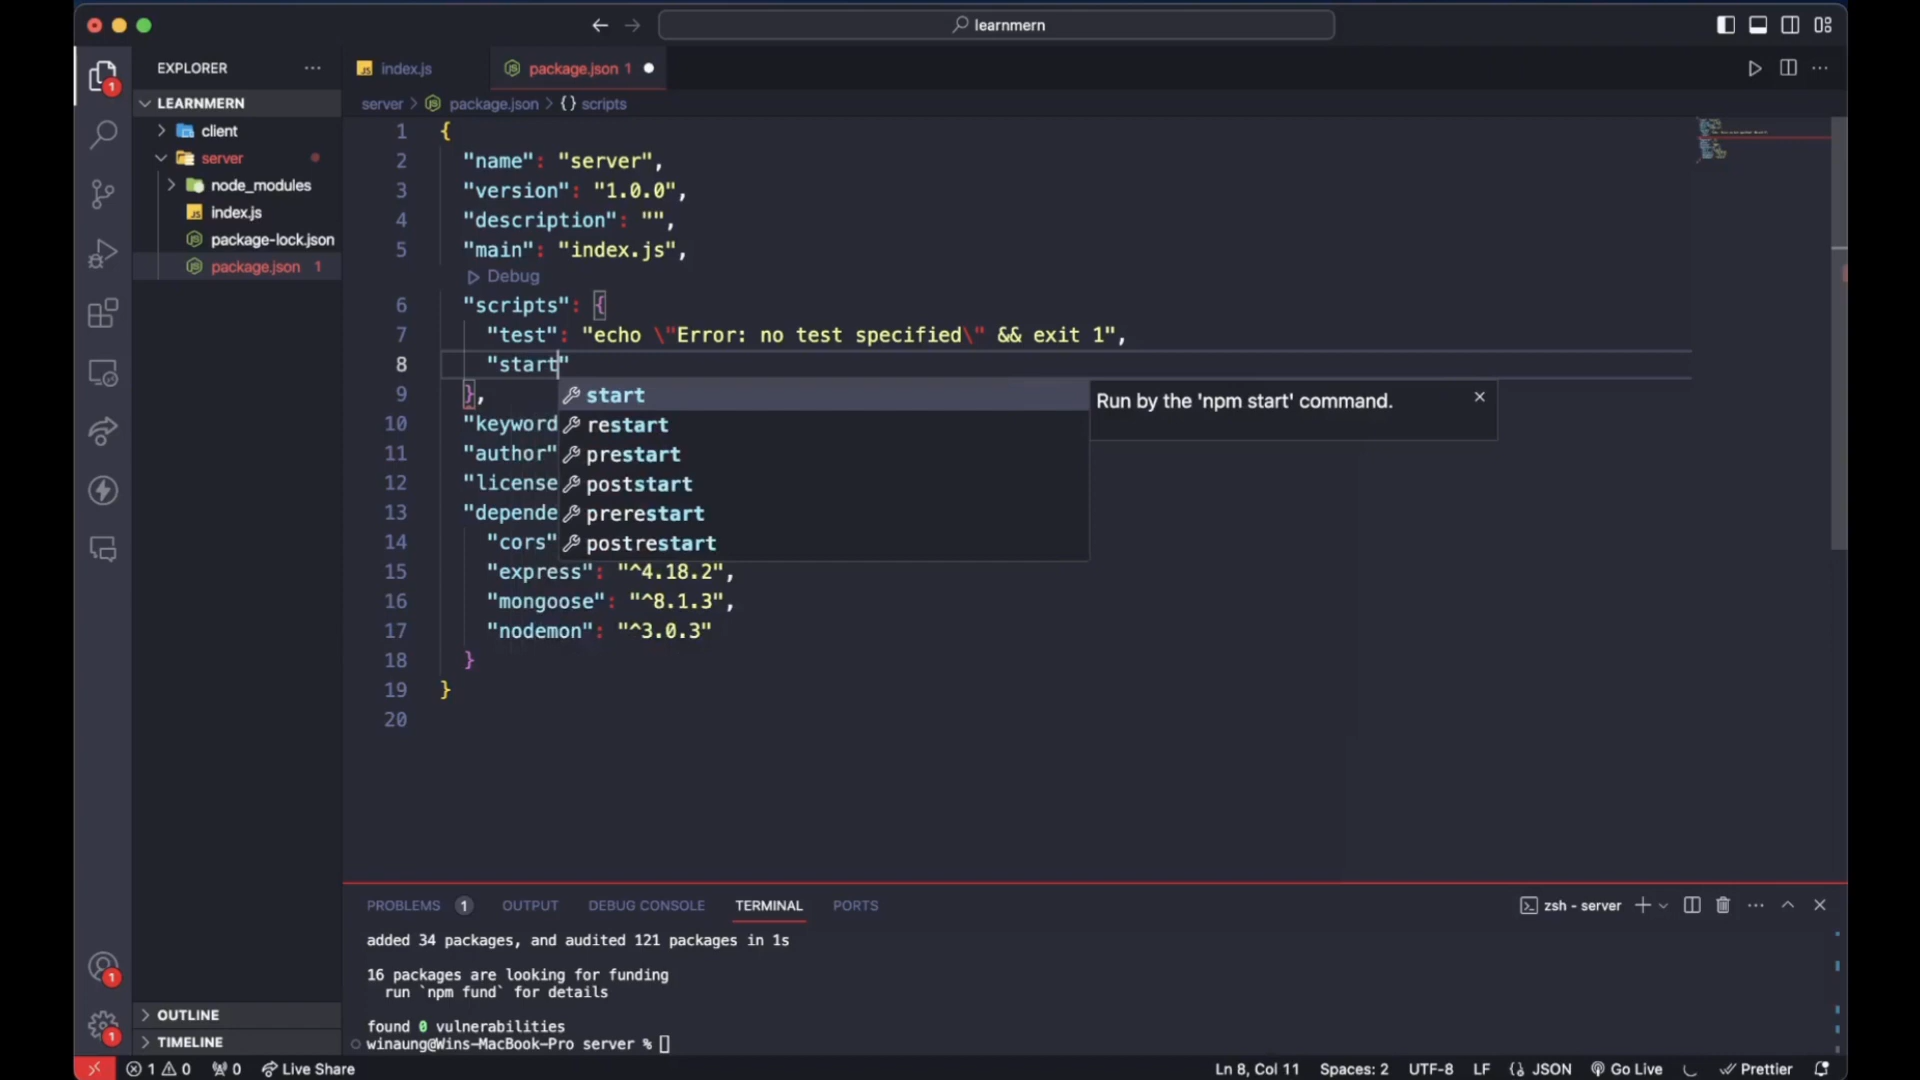 learnmern
EXPLORER
LEARNMERN
client
server
node_modules
index.js
package-lock.json
package.json 1
OUTLINE
TIMELINE
index.js
package.json 1
server > package.json > {} scripts
1 {
2 "name": "server",
3 "version": "1.0.0",
4 "description": "",
5 "main": "index.js",
Debug
6 "scripts": {
7 "test": "echo \"Error: no test specified\" && exit 1",
8 "start"
9 },
10 "keyword
11 "author"
12 "license
13 "depende
14 "cors"
15 "express": "^4.18.2",
16 "mongoose": "^8.1.3",
17 "nodemon": "^3.0.3"
18 }
19 }
20
start
restart
prestart
poststart
prerestart
postrestart
Run by the 'npm start' command.
PROBLEMS 1 OUTPUT DEBUG CONSOLE TERMINAL PORTS
zsh - server
added 34 packages, and audited 121 packages in 1s
16 packages are looking for funding
run `npm fund` for details
found 0 vulnerabilities
winaung@Wins-MacBook-Pro server %
1 0 0 Live Share
Ln 8, Col 11 Spaces: 2 UTF-8 LF {} JSON Go Live Prettier
1
1
1